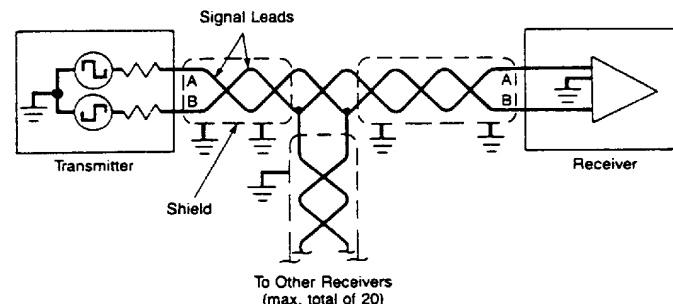 Signal Leads
A
B
A
B
Transmitter
Receiver
Shield
To Other Receivers
(max. total of 20)